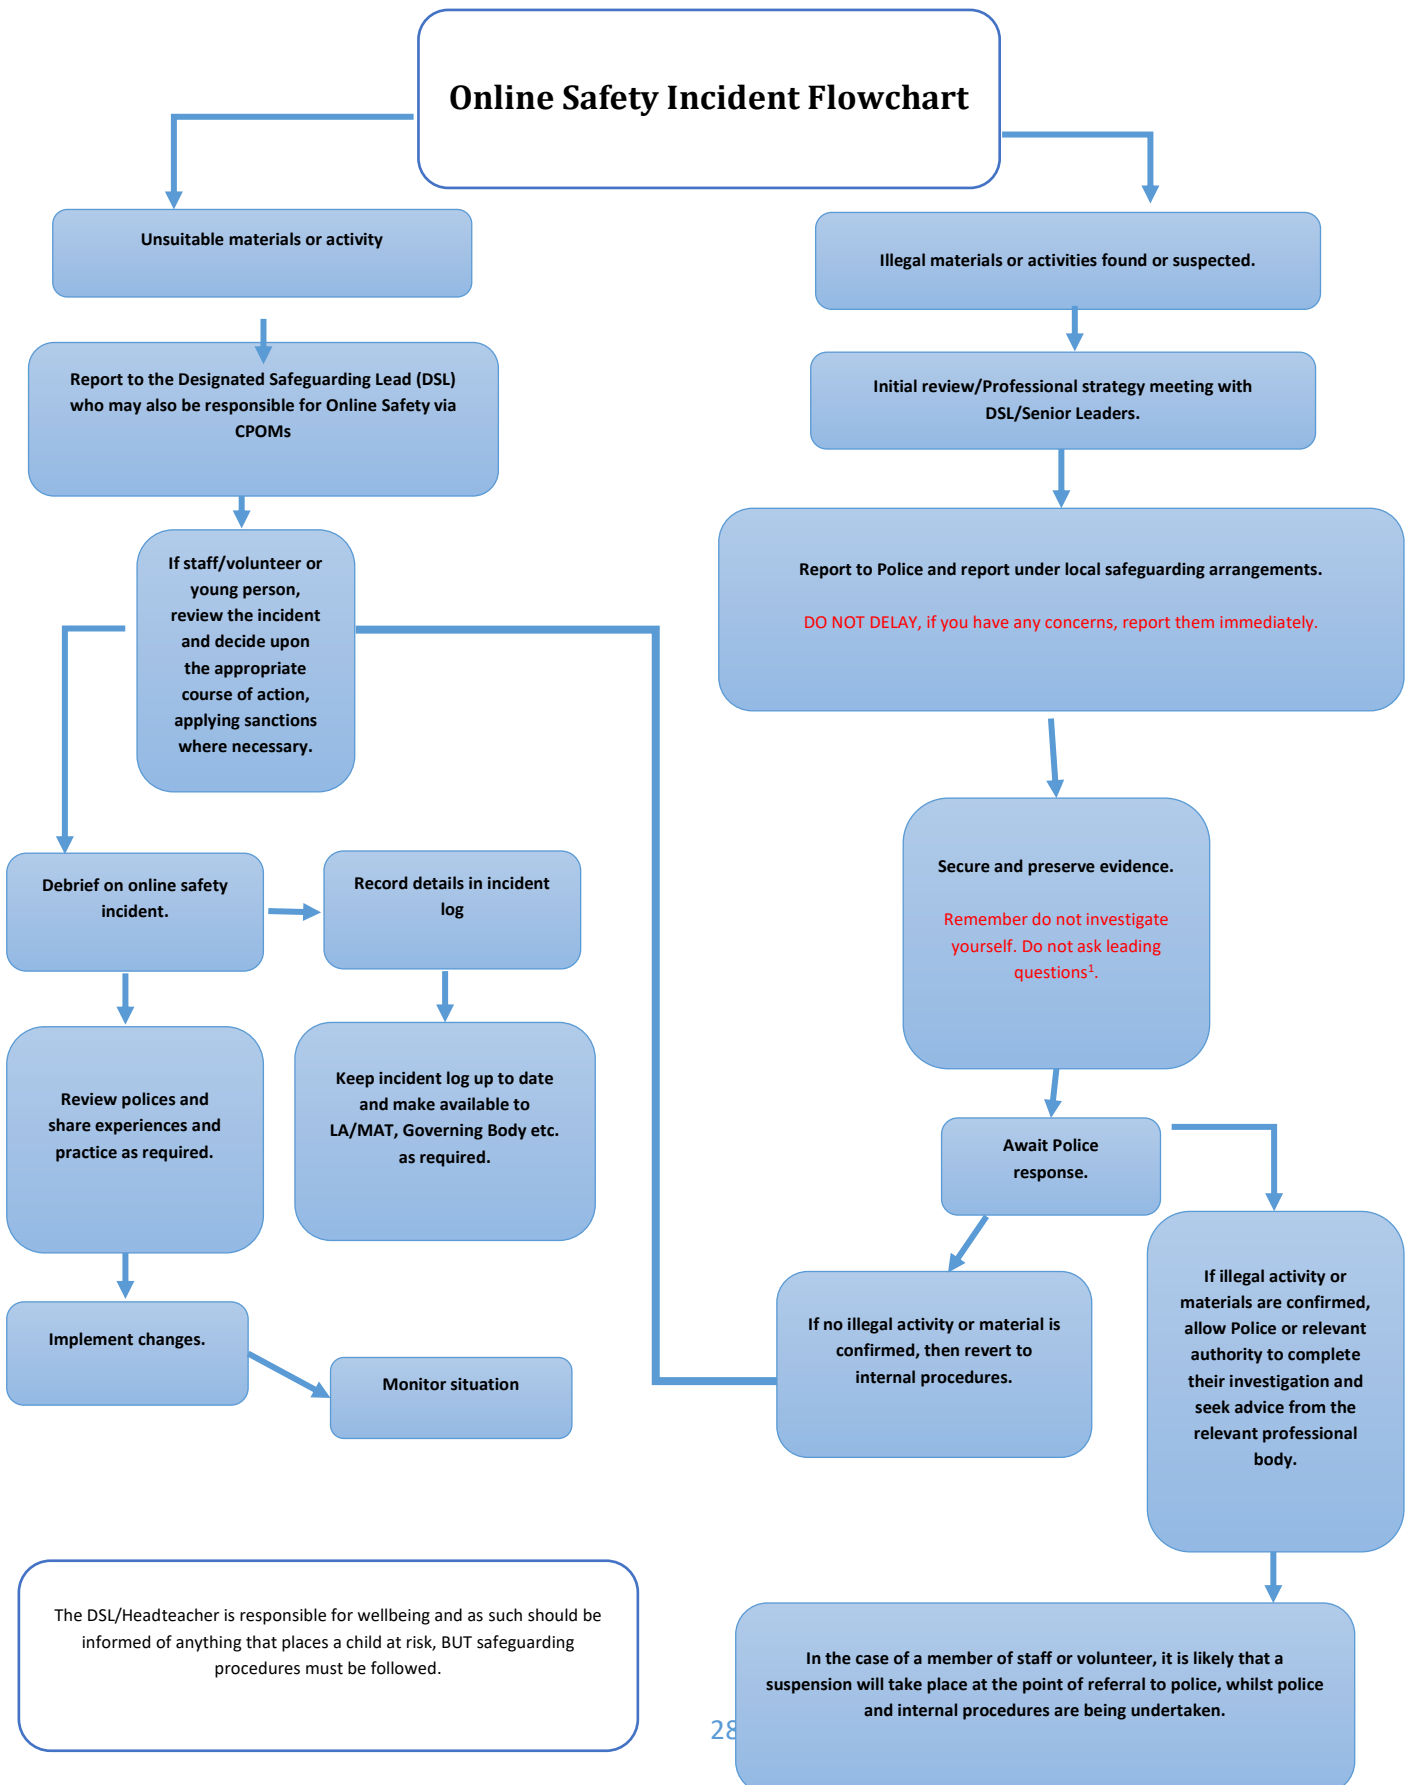 Online Safety Incident Flowchart
Unsuitable materials or activity
Illegal materials or activities found or suspected.
Report to the Designated Safeguarding Lead (DSL)
who may also be responsible for Online Safety via
CPOMs
Initial review/Professional strategy meeting with
DSL/Senior Leaders.
If staff/volunteer or
young person,
review the incident
and decide upon
the appropriate
course of action,
applying sanctions
where necessary.
Report to Police and report under local safeguarding arrangements.
DO NOT DELAY, if you have any concerns, report them immediately.
Debrief on online safety
incident.
Record details in incident
log
Secure and preserve evidence.
Remember do not investigate
yourself. Do not ask leading
questions¹.
Review polices and
share experiences and
practice as required.
Keep incident log up to date
and make available to
LA/MAT, Governing Body etc.
as required.
Await Police
response.
Implement changes.
Monitor situation
If no illegal activity or material is
confirmed, then revert to
internal procedures.
If illegal activity or
materials are confirmed,
allow Police or relevant
authority to complete
their investigation and
seek advice from the
relevant professional
body.
The DSL/Headteacher is responsible for wellbeing and as such should be
informed of anything that places a child at risk, BUT safeguarding
procedures must be followed.
In the case of a member of staff or volunteer, it is likely that a
suspension will take place at the point of referral to police, whilst police
and internal procedures are being undertaken.
28